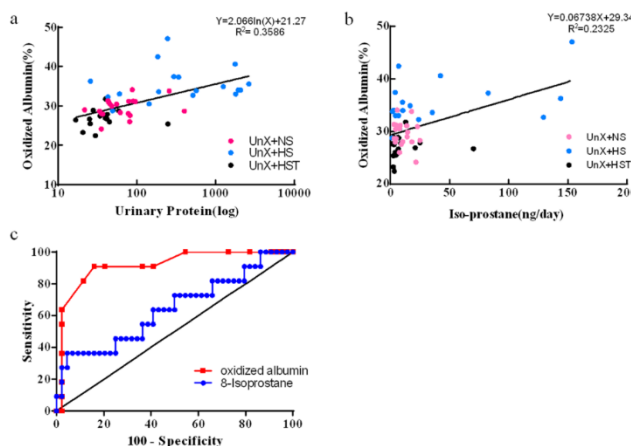 a
Y=2.066ln(X)+21.27
R²= 0.3586
50
40
30
20
10
10
100
1000
10000
Oxidized Albumin(%)
Urinary Protein(log)
UnX+NS
UnX+HS
UnX+HST
b
Y=0.06738X+29.34
R²=0.2325
50
40
30
20
0
50
100
150
200
Oxidized Albumin(%)
Iso-prostane(ng/day)
UnX+NS
UnX+HS
UnX+HST
c
100
80
60
40
20
0
0
20
40
60
80
100
Sensitivity
100 - Specificity
oxidized albumin
8-Isoprostane